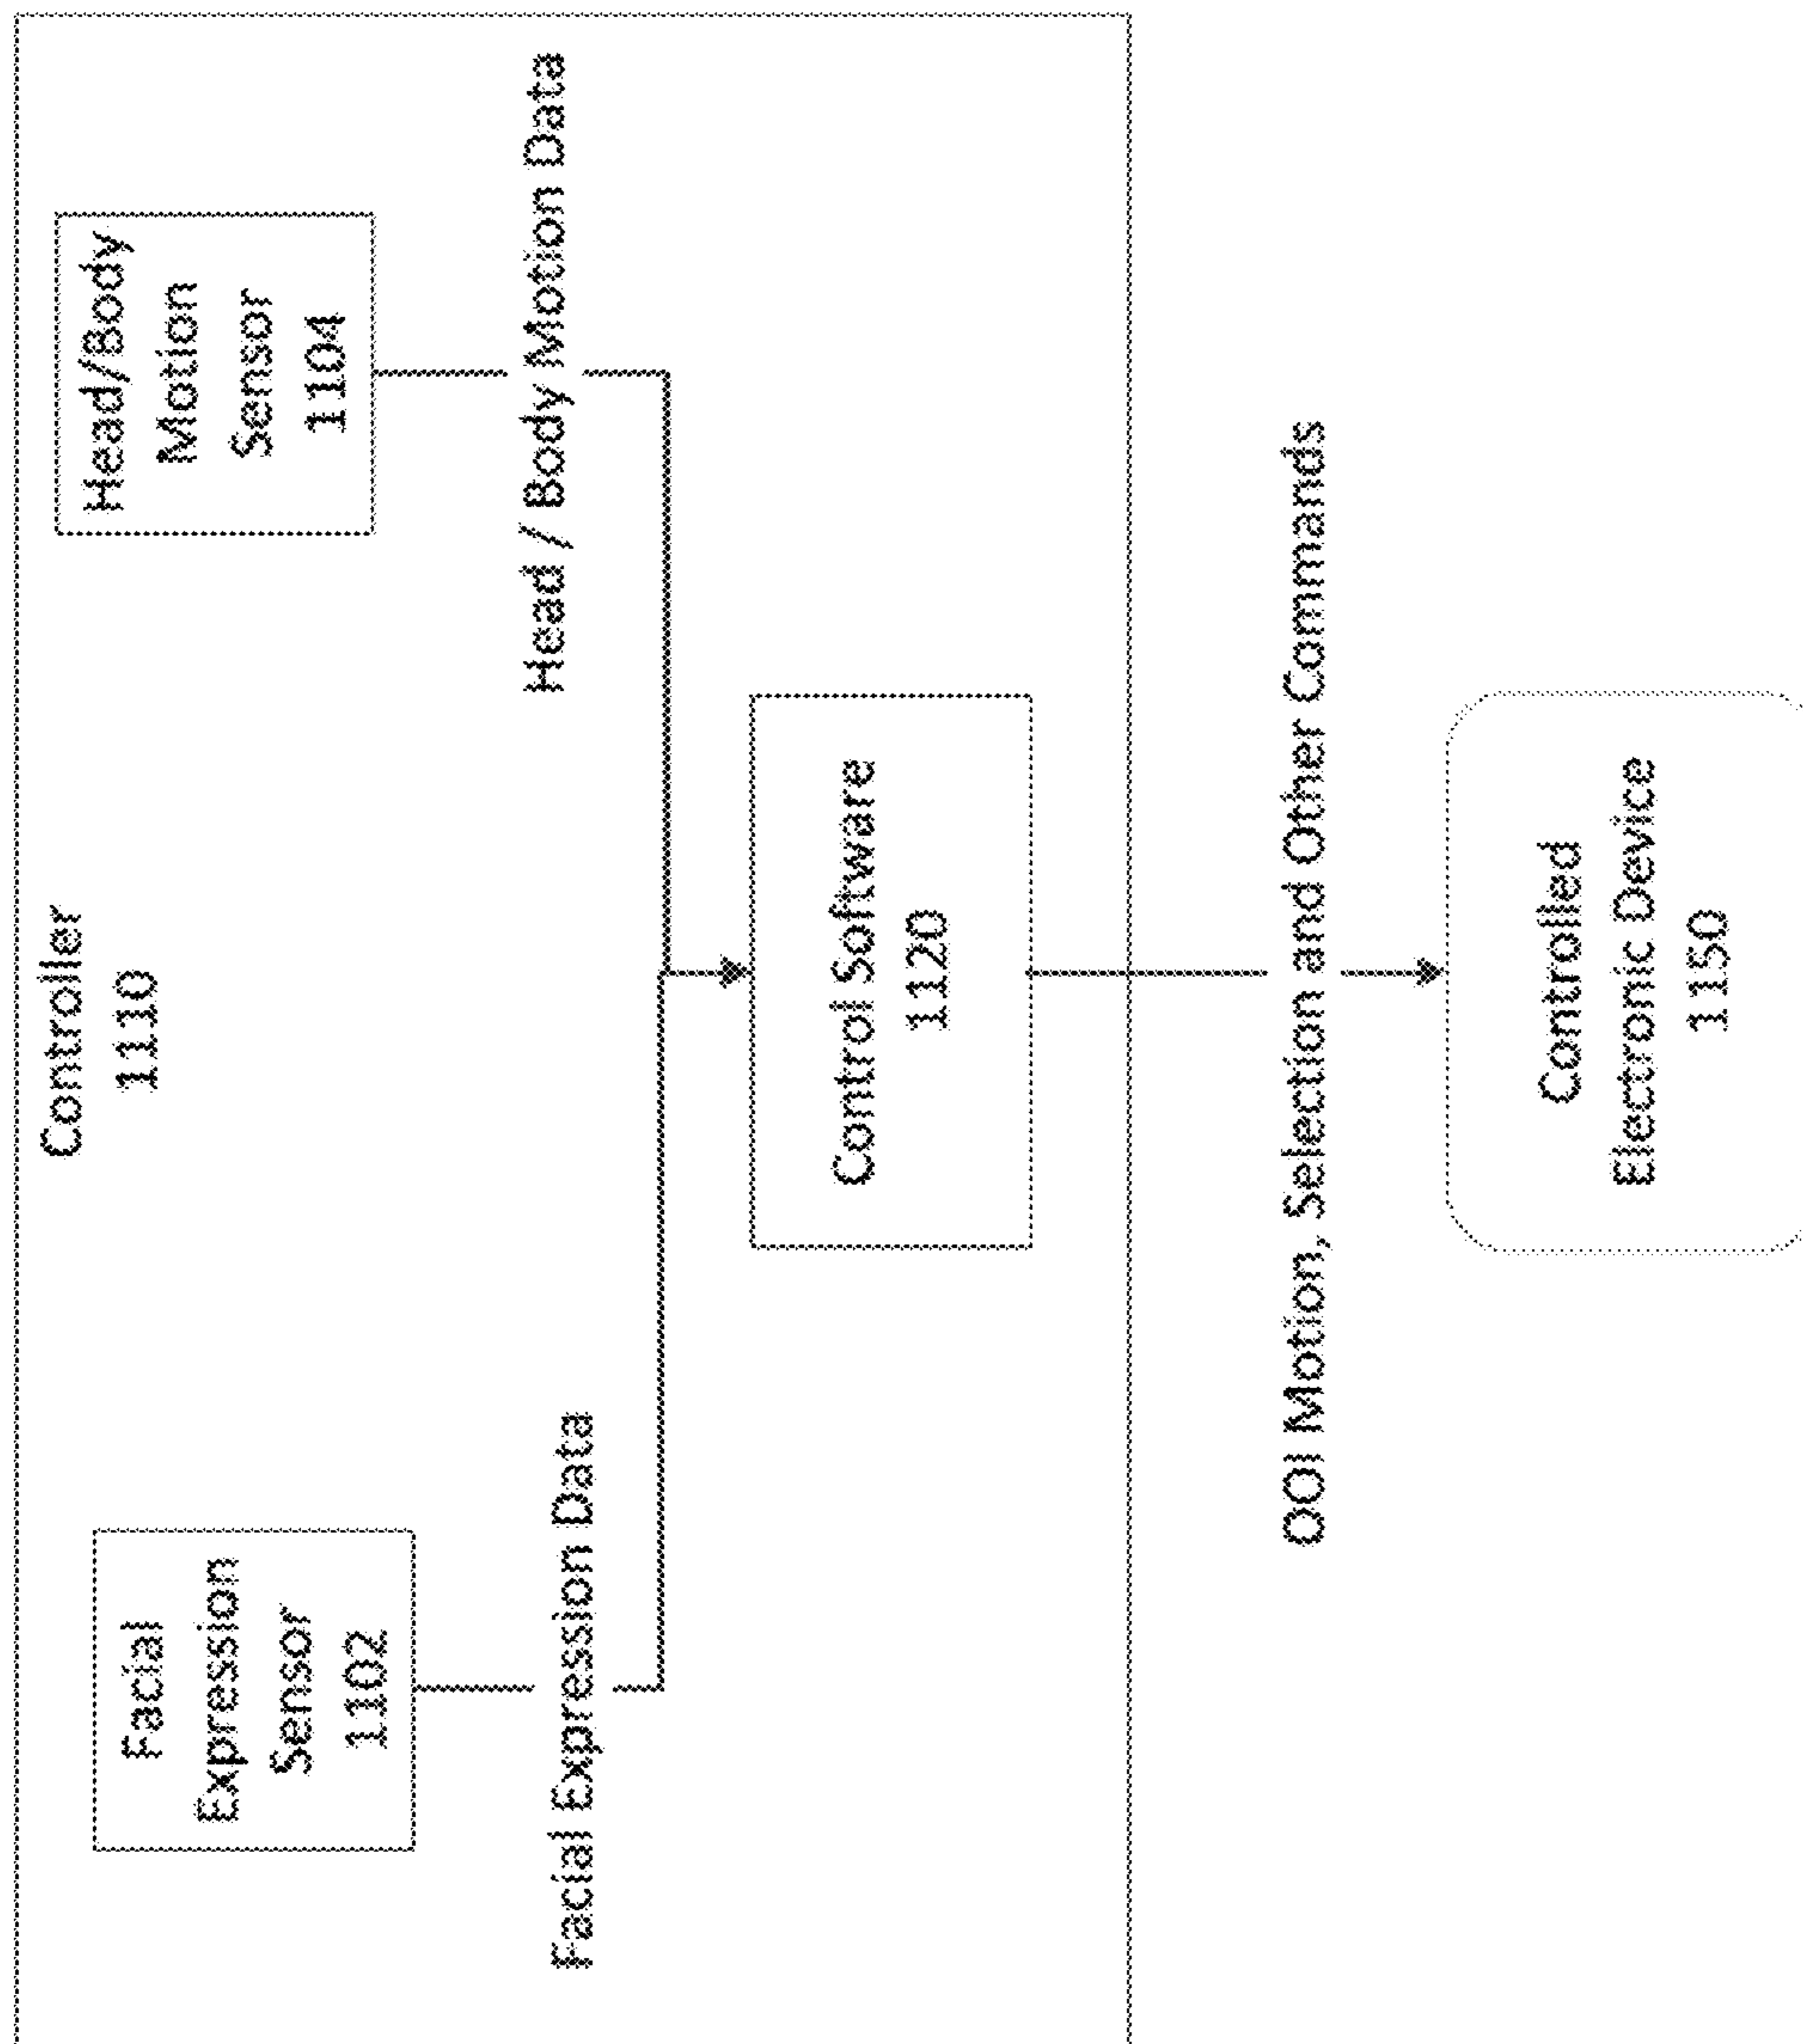 Controller
1110
Facial
Expression
Sensor
1102
Head/Body
Motion
Sensor
1104
Facial Expression Data
Head / Body Motion Data
Control Software
1120
OOI Motion, Selection and Other Commands
Controlled
Electronic Device
1150